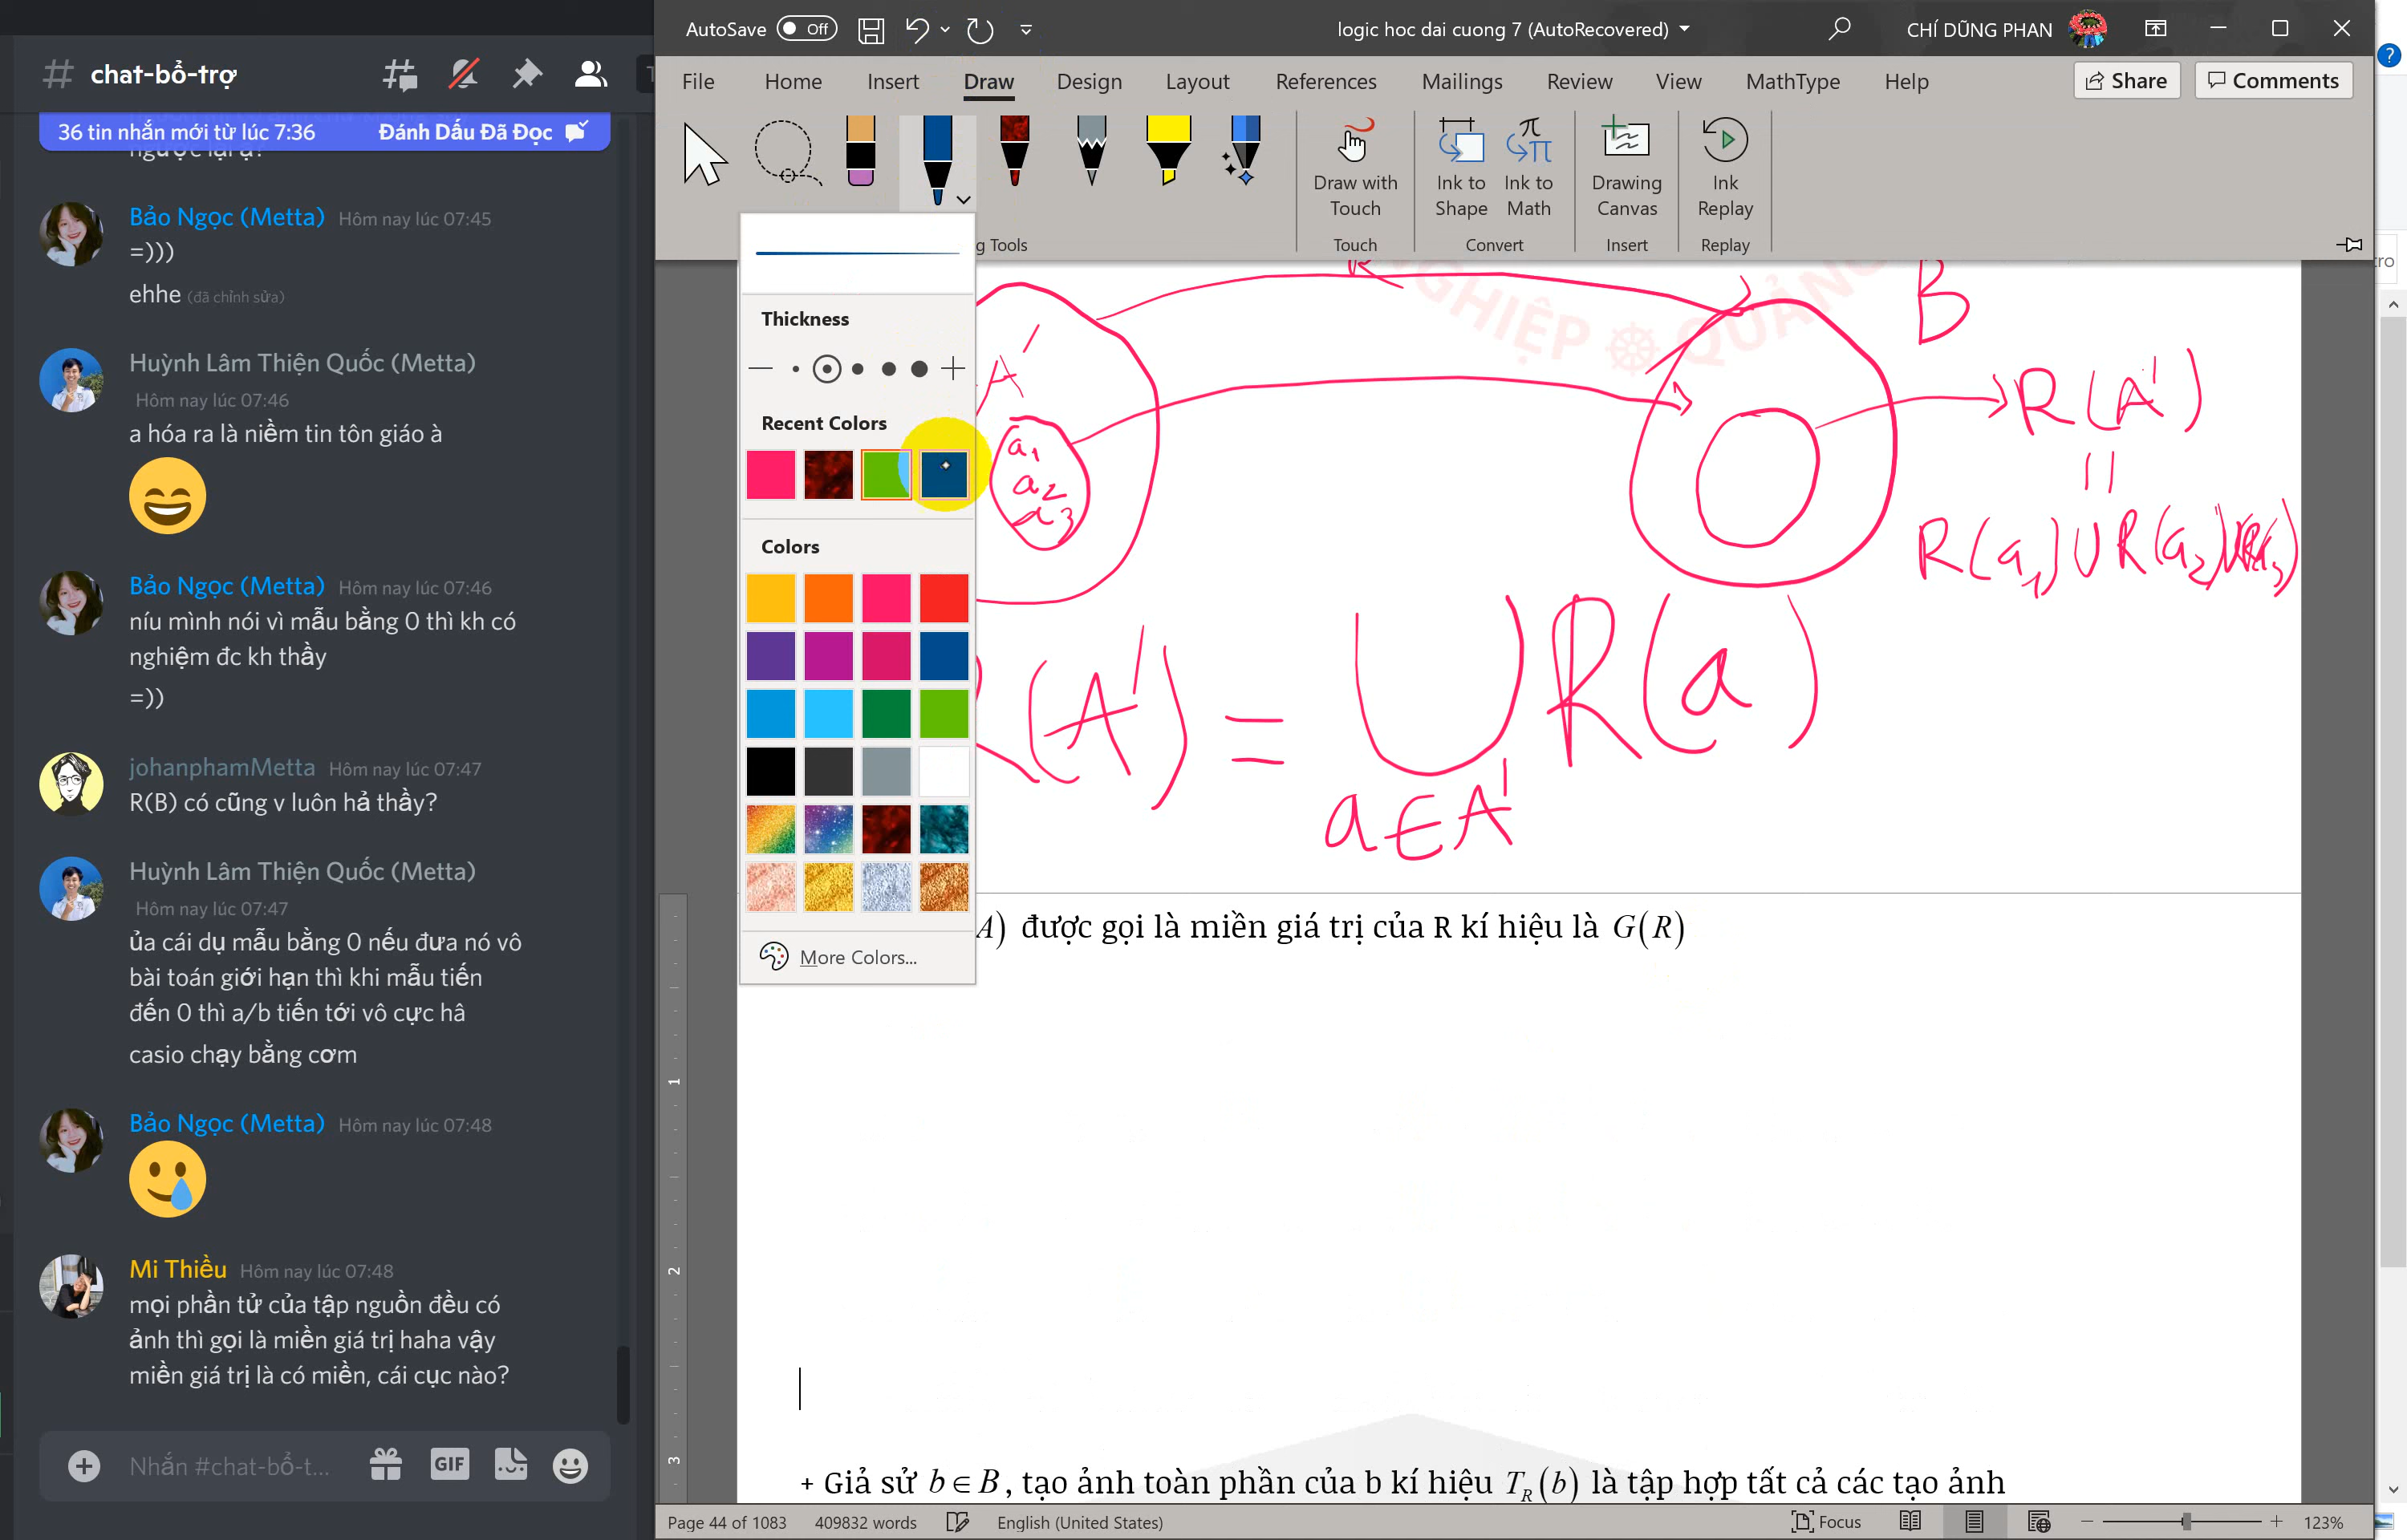 chat-bổ-trợ
36 tin nhắn mới từ lúc 7:36 Đánh Dấu Đã Đọc
ngược lại ạ?
Bảo Ngọc (Metta) Hôm nay lúc 07:45
=)))
ehhe (đã chỉnh sửa)
Huỳnh Lâm Thiện Quốc (Metta)
Hôm nay lúc 07:46
a hóa ra là niềm tin tôn giáo à
Bảo Ngọc (Metta) Hôm nay lúc 07:46
níu mình nói vì mẫu bằng 0 thì kh có
nghiệm đc kh thầy
=))
johanphamMetta Hôm nay lúc 07:47
R(B) có cũng v luôn hả thầy?
Huỳnh Lâm Thiện Quốc (Metta)
Hôm nay lúc 07:47
ủa cái dụ mẫu bằng 0 nếu đưa nó vô
bài toán giới hạn thì khi mẫu tiến
đến 0 thì a/b tiến tới vô cực hâ
casio chạy bằng cơm
Bảo Ngọc (Metta) Hôm nay lúc 07:48
Mi Thiều Hôm nay lúc 07:48
mọi phần tử của tập nguồn đều có
ảnh thì gọi là miền giá trị haha vậy
miền giá trị là có miền, cái cục nào?
Nhắn #chat-bổ-t...
GIF
AutoSave Off
logic hoc dai cuong 7 (AutoRecovered)
CHÍ DŨNG PHAN
File Home Insert Draw Design Layout References Mailings Review View MathType Help
Share Comments
Draw with Touch
Ink to Shape
Ink to Math
Drawing Canvas
Ink Replay
g Tools Touch Convert Insert Replay
Thickness
Recent Colors
Colors
More Colors...
NGHIỆP QUẢNG
R
B
A'
a1
a2
a3
R(A')
=
R(a1) ∪ R(a2) ∪ R(a3)
R(A') = ∪ R(a)
a∈A'
A) được gọi là miền giá trị của R kí hiệu là G(R)
+ Giả sử b ∈ B, tạo ảnh toàn phần của b kí hiệu T_R(b) là tập hợp tất cả các tạo ảnh
1
2
3
Page 44 of 1083 409832 words English (United States) Focus 123%
tro